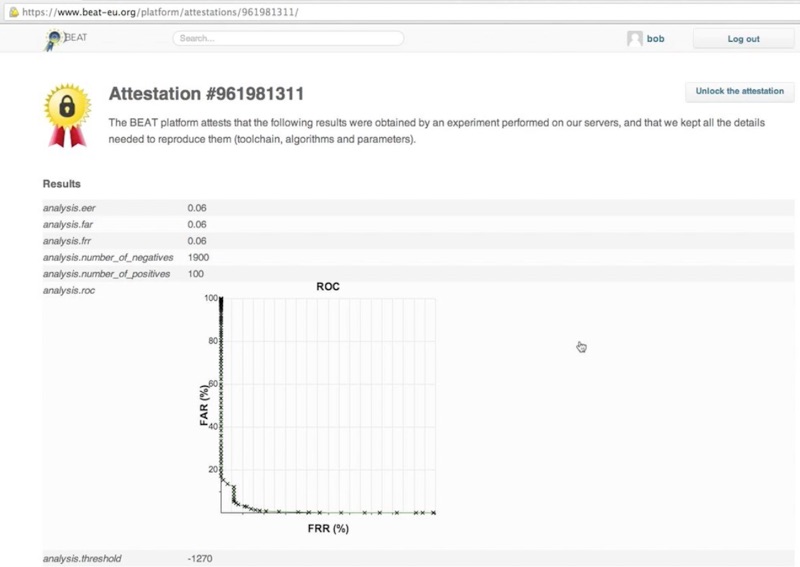 https://www.beat-eu.org/platform/attestations/961981311/
BEAT
Search...
bob
Log out
Attestation #961981311
Unlock the attestation
The BEAT platform attests that the following results were obtained by an experiment performed on our servers, and that we kept all the details
needed to reproduce them (toolchain, algorithms and parameters).
Results
analysis.eer 0.06
analysis.far 0.06
analysis.frr 0.06
analysis.number_of_negatives 1900
analysis.number_of_positives 100
analysis.roc
ROC
100
80
60
40
20
FAR (%)
FRR (%)
analysis.threshold -1270